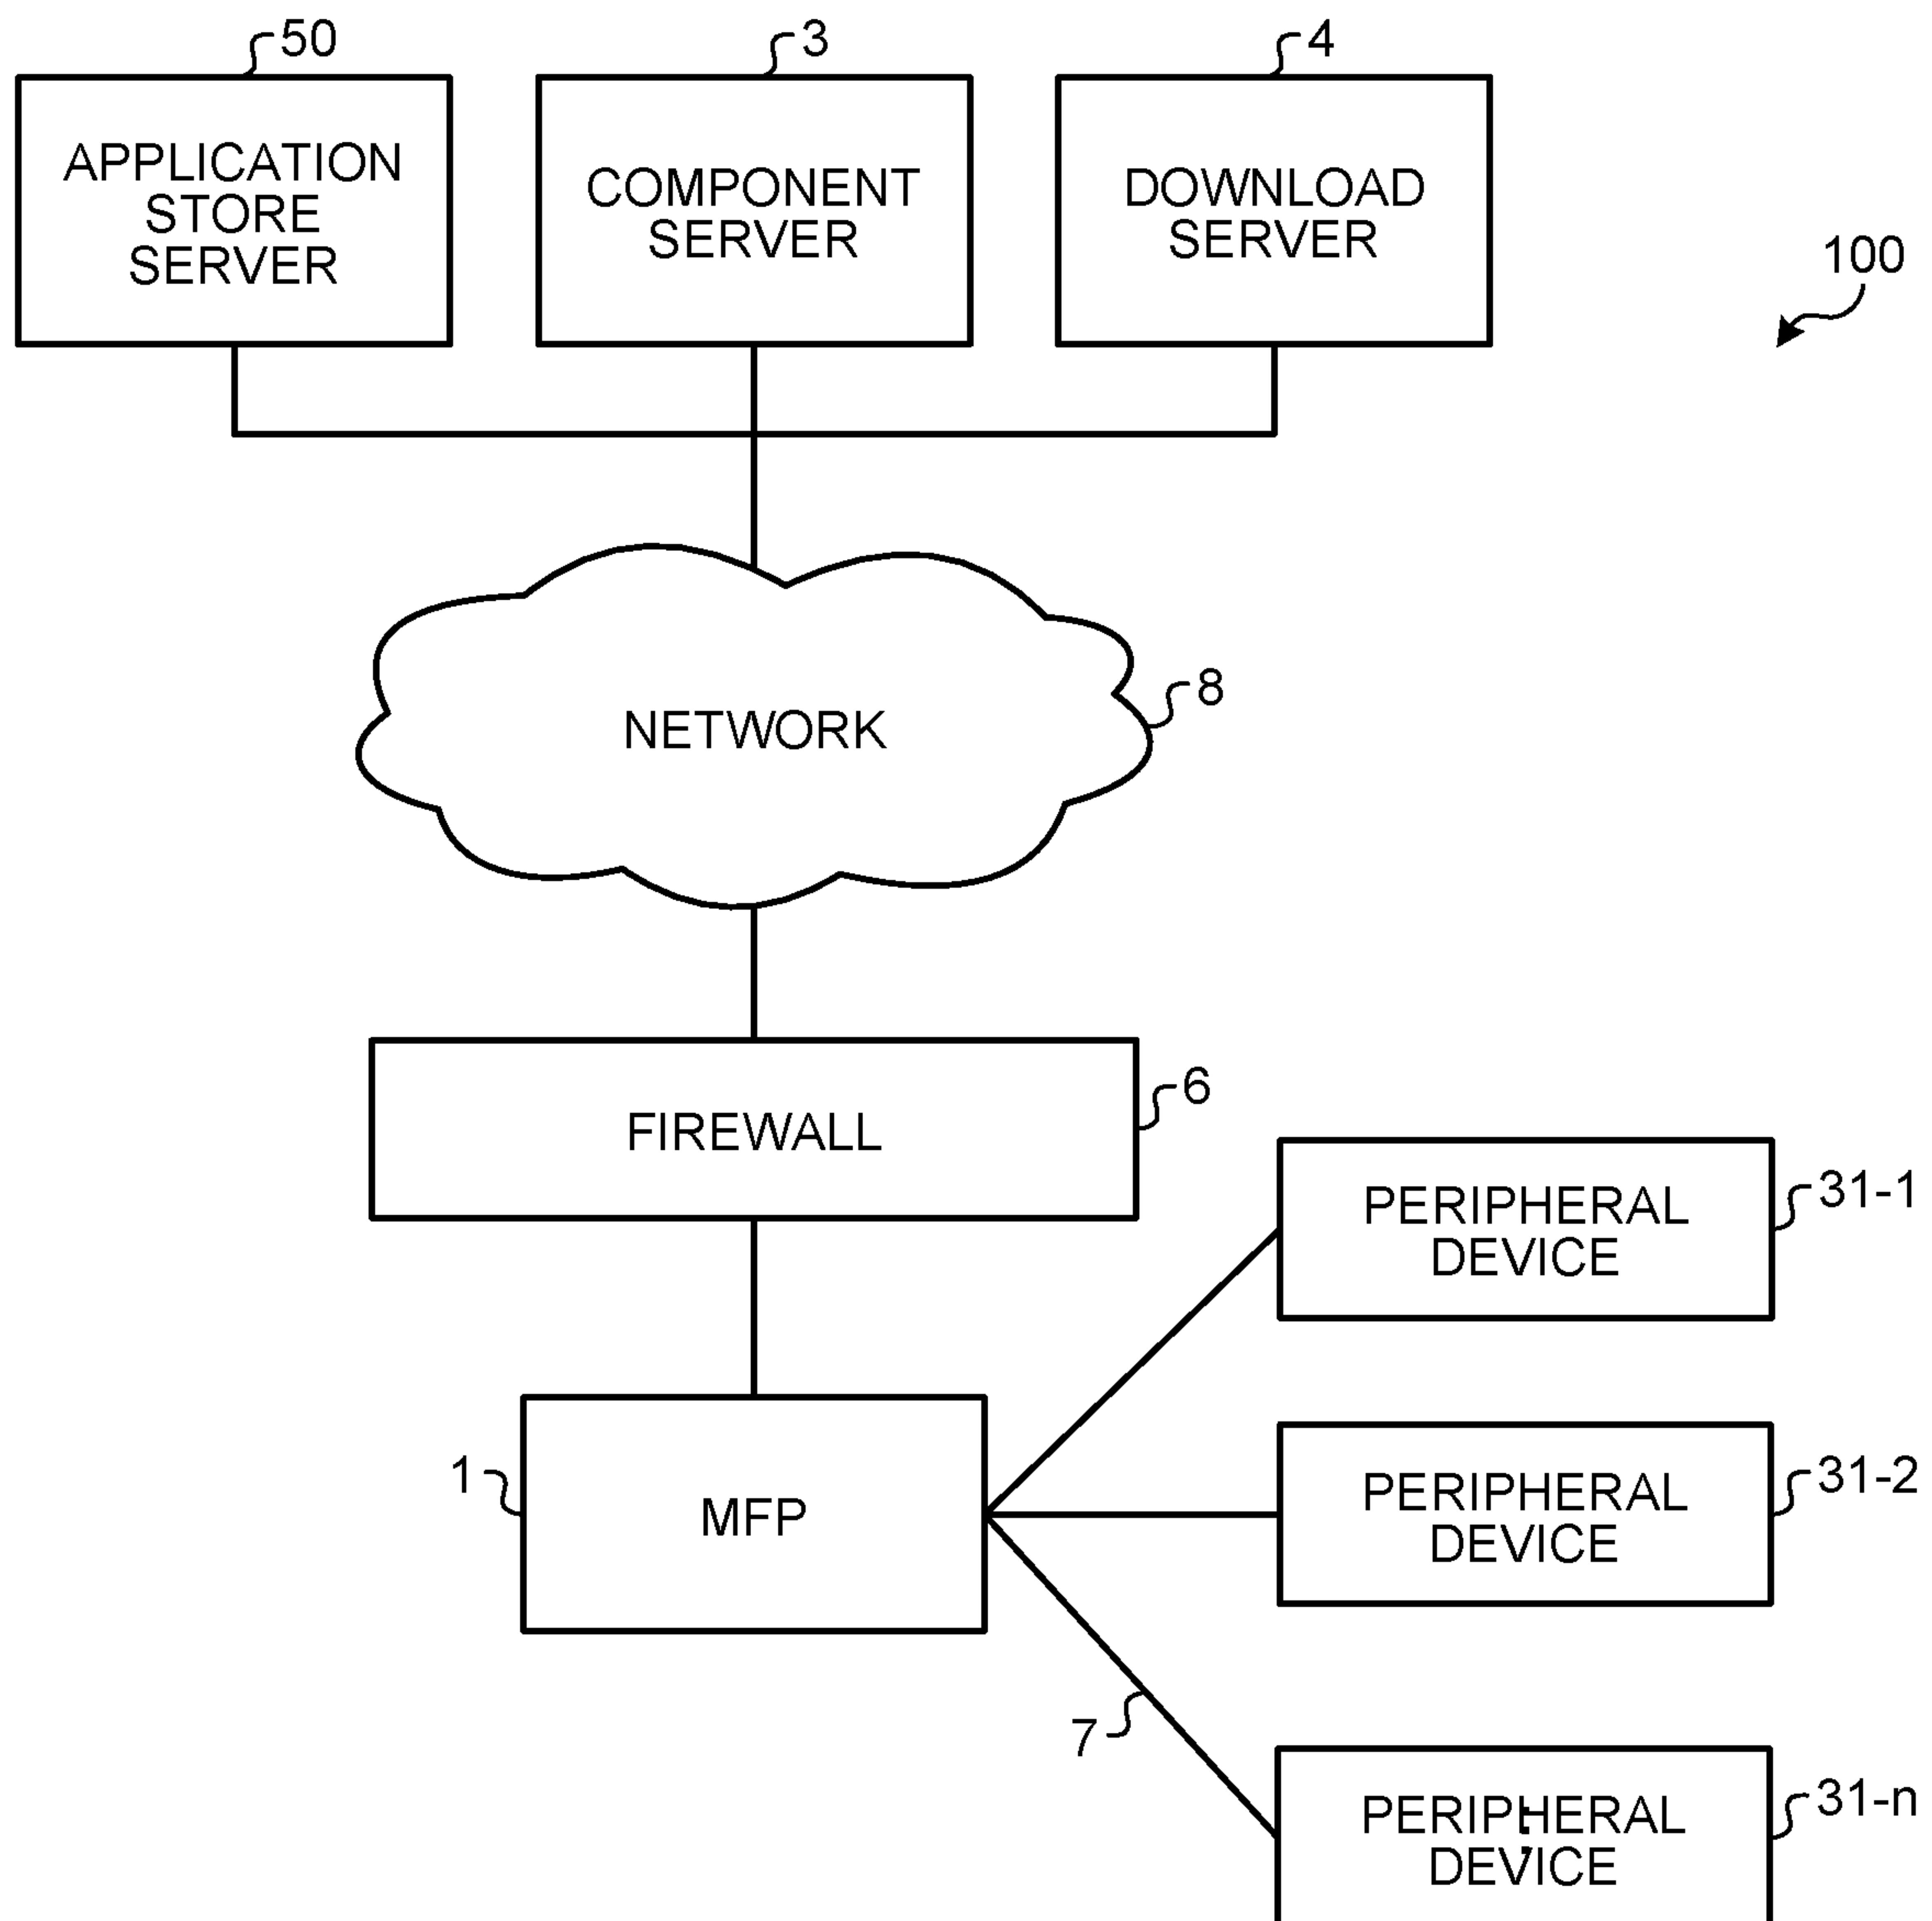 50
3
4
APPLICATION
STORE
SERVER
COMPONENT
SERVER
DOWNLOAD
SERVER
100
NETWORK
8
FIREWALL
6
PERIPHERAL
DEVICE
31-1
1
MFP
PERIPHERAL
DEVICE
31-2
7
PERIPHERAL
DEVICE
31-n